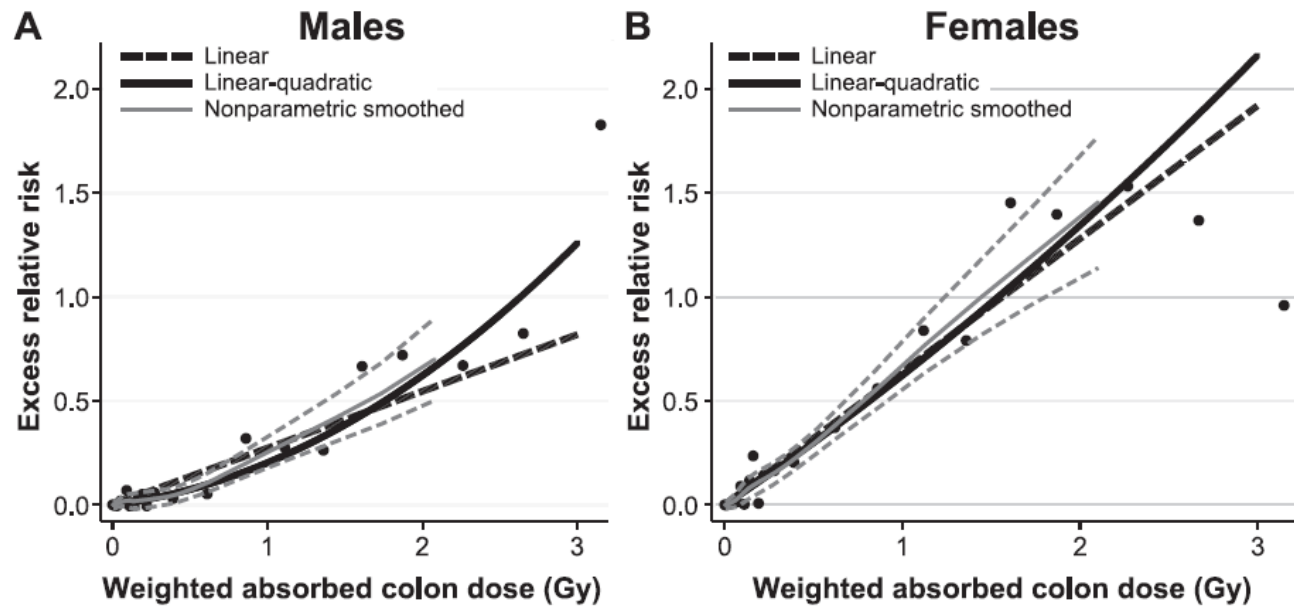 A
Males
Linear
Linear-quadratic
Nonparametric smoothed
Excess relative risk
2.0
1.5
1.0
0.5
0.0
0
1
2
3
Weighted absorbed colon dose (Gy)
B
Females
Linear
Linear-quadratic
Nonparametric smoothed
Excess relative risk
2.0
1.5
1.0
0.5
0.0
0
1
2
3
Weighted absorbed colon dose (Gy)